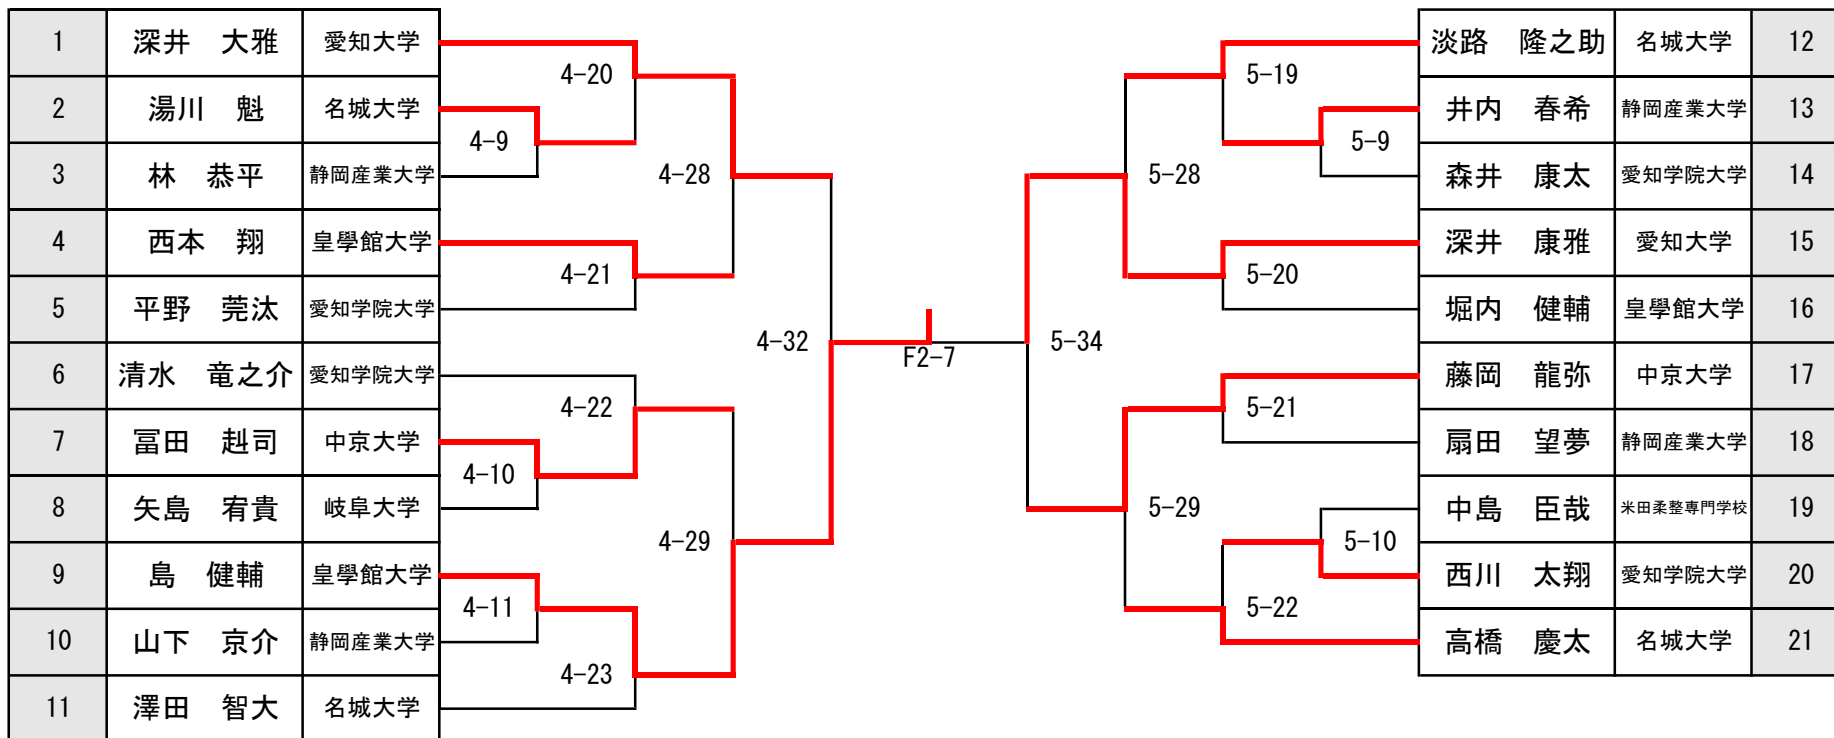 1 深井 大雅 愛知大学
2 湯川 魁 名城大学
3 林 恭平 静岡産業大学
4 西本 翔 皇學館大学
5 平野 莞汰 愛知学院大学
6 清水 竜之介 愛知学院大学
7 冨田 赳司 中京大学
8 矢島 宥貴 岐阜大学
9 島 健輔 皇學館大学
10 山下 京介 静岡産業大学
11 澤田 智大 名城大学
4-20
4-9
4-28
4-21
4-32
4-22
4-10
4-29
4-11
4-23
F2-7
5-19
5-9
5-28
5-20
5-34
5-21
5-29
5-10
5-22
淡路 隆之助 名城大学 12
井内 春希 静岡産業大学 13
森井 康太 愛知学院大学 14
深井 康雅 愛知大学 15
堀内 健輔 皇學館大学 16
藤岡 龍弥 中京大学 17
扇田 望夢 静岡産業大学 18
中島 臣哉 米田柔整専門学校 19
西川 太翔 愛知学院大学 20
高橋 慶太 名城大学 21